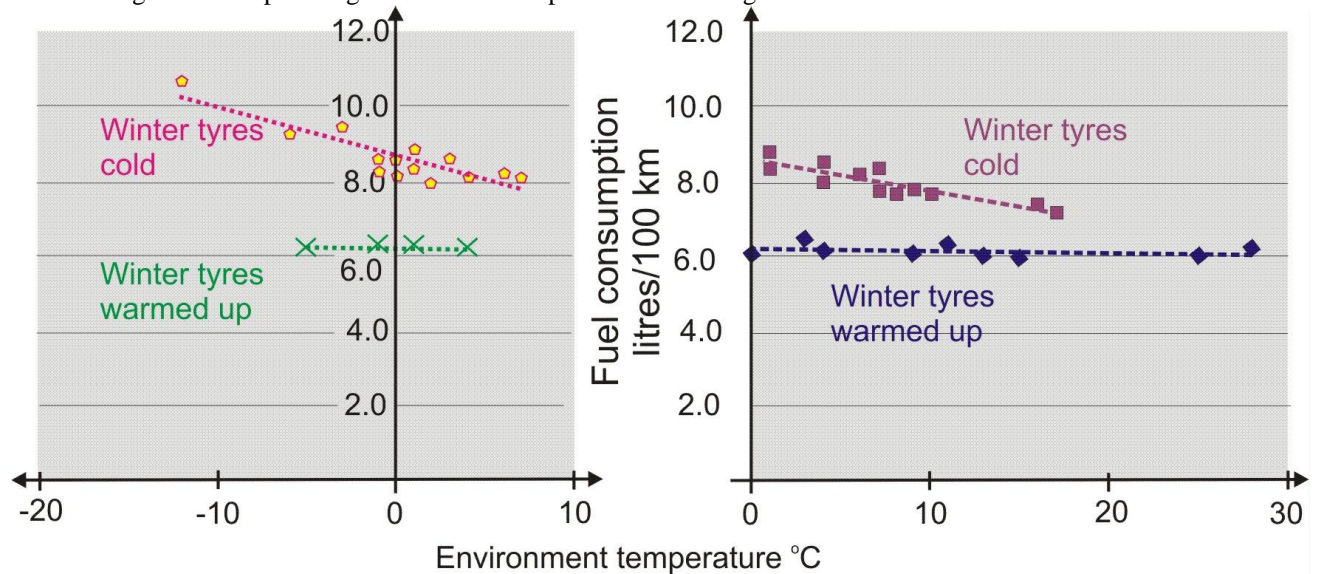 12.0
10.0
8.0
6.0
4.0
2.0
Winter tyres
cold
Winter tyres
warmed up
-20
-10
0
10
Fuel consumption
litres/100 km
12.0
10.0
8.0
6.0
4.0
2.0
Winter tyres
cold
Winter tyres
warmed up
0
10
20
30
Environment temperature °C